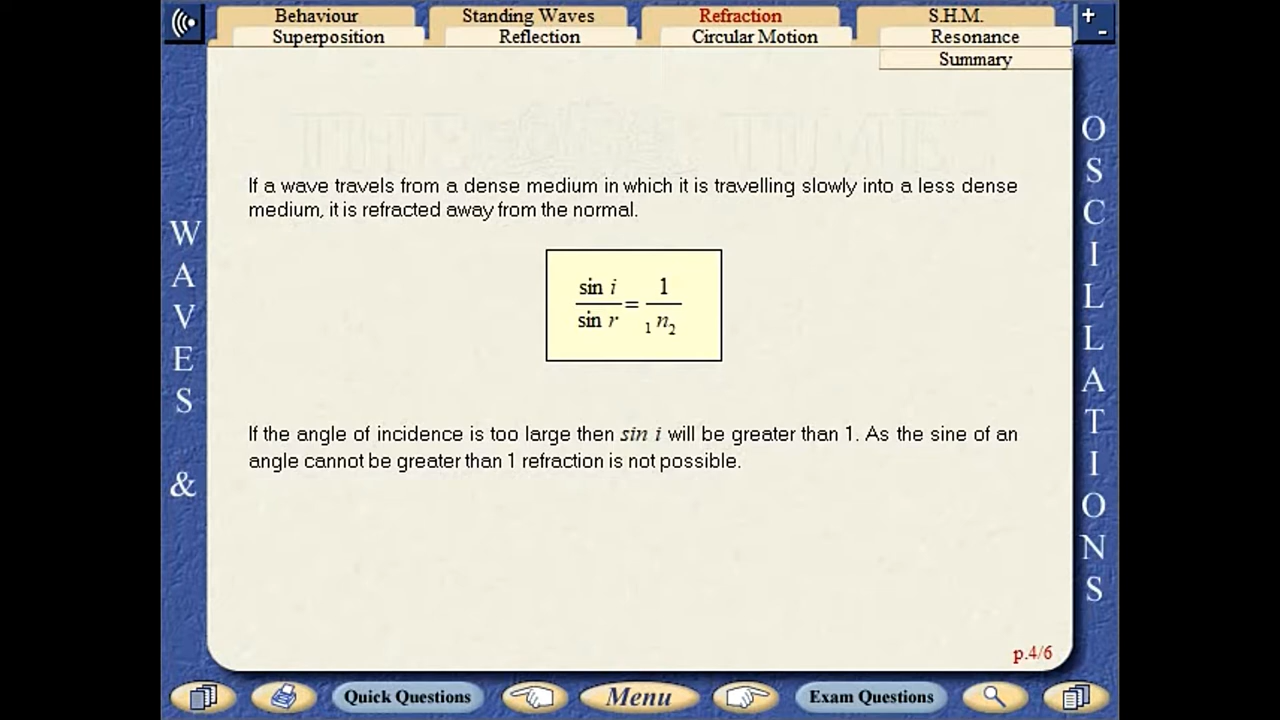 Behaviour
Standing Waves
Refraction
S.H.M.
Superposition
Reflection
Circular Motion
Resonance
Summary
+
-
WAVES &
OSCILLATIONS
If a wave travels from a dense medium in which it is travelling slowly into a less dense
medium, it is refracted away from the normal.
sin i / sin r = 1 / ₁n₂
If the angle of incidence is too large then sin i will be greater than 1. As the sine of an
angle cannot be greater than 1 refraction is not possible.
p.4/6
Quick Questions
Menu
Exam Questions